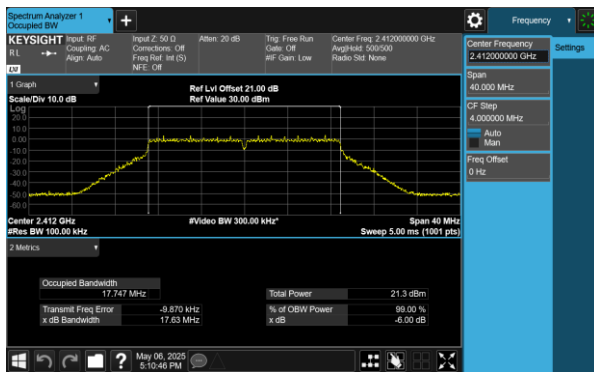 Spectrum Analyzer 1
Occupied BW
Frequency
KEYSIGHT
RL
Input: RF
Coupling: AC
Align: Auto
Input Z: 50 Ω
Corrections: Off
Freq Ref: Int (S)
NFE: Off
Atten: 20 dB
Trig: Free Run
Gate: Off
#IF Gain: Low
Center Freq: 2.412000000 GHz
Avg|Hold: 500/500
Radio Std: None
LXI
1 Graph
Scale/Div 10.0 dB
Ref Lvl Offset 21.00 dB
Ref Value 30.00 dBm
Log
20.0
10.0
0.00
-10.0
-20.0
-30.0
-40.0
-50.0
-60.0
Center 2.412 GHz
#Video BW 300.00 kHz*
Span 40 MHz
#Res BW 100.00 kHz
Sweep 5.00 ms (1001 pts)
2 Metrics
Occupied Bandwidth
17.747 MHz
Total Power 21.3 dBm
Transmit Freq Error -9.870 kHz
% of OBW Power 99.00 %
x dB Bandwidth 17.63 MHz
x dB -6.00 dB
May 06, 2025
5:10:46 PM
Center Frequency
2.412000000 GHz
Settings
Span
40.000 MHz
CF Step
4.000000 MHz
Auto
Man
Freq Offset
0 Hz